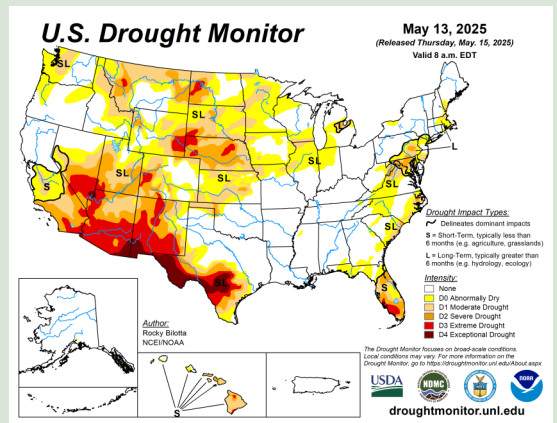 U.S. Drought Monitor
May 13, 2025
(Released Thursday, May. 15, 2025)
Valid 8 a.m. EDT
SL
SL
SL
SL
SL
S
SL
L
SL
SL
S
Drought Impact Types:
Delineates dominant impacts
S = Short-Term, typically less than
6 months (e.g. agriculture, grasslands)
L = Long-Term, typically greater than
6 months (e.g. hydrology, ecology)
Intensity:
None
D0 Abnormally Dry
D1 Moderate Drought
D2 Severe Drought
D3 Extreme Drought
D4 Exceptional Drought
Author:
Rocky Bilotta
NCEI/NOAA
S
The Drought Monitor focuses on broad-scale conditions.
Local conditions may vary. For more information on the
Drought Monitor, go to https://droughtmonitor.unl.edu/About.aspx
USDA
NDMC
NOAA
droughtmonitor.unl.edu